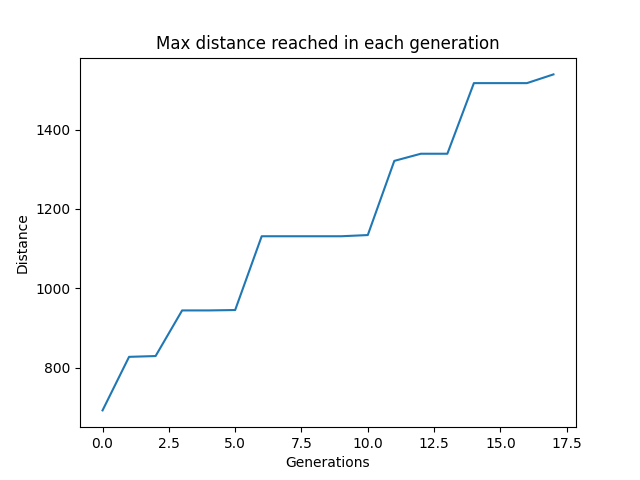 Max distance reached in each generation
1400
1200
1000
800
Distance
0.0 2.5 5.0 7.5 10.0 12.5 15.0 17.5
Generations